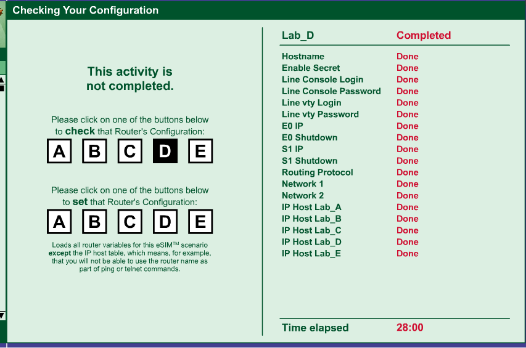 Checking Your Configuration
This activity is
not completed.
Please click on one of the buttons below
to check that Router's Configuration:
A B C D E
Please click on one of the buttons below
to set that Router's Configuration:
A B C D E
Loads all router variables for this eSIM™ scenario
except the IP host table, which means, for example,
that you will not be able to use the router name as
part of ping or telnet commands.
Lab_D Completed
Hostname Done
Enable Secret Done
Line Console Login Done
Line Console Password Done
Line vty Login Done
Line vty Password Done
E0 IP Done
E0 Shutdown Done
S1 IP Done
S1 Shutdown Done
Routing Protocol Done
Network 1 Done
Network 2 Done
IP Host Lab_A Done
IP Host Lab_B Done
IP Host Lab_C Done
IP Host Lab_D Done
IP Host Lab_E Done
Time elapsed 28:00